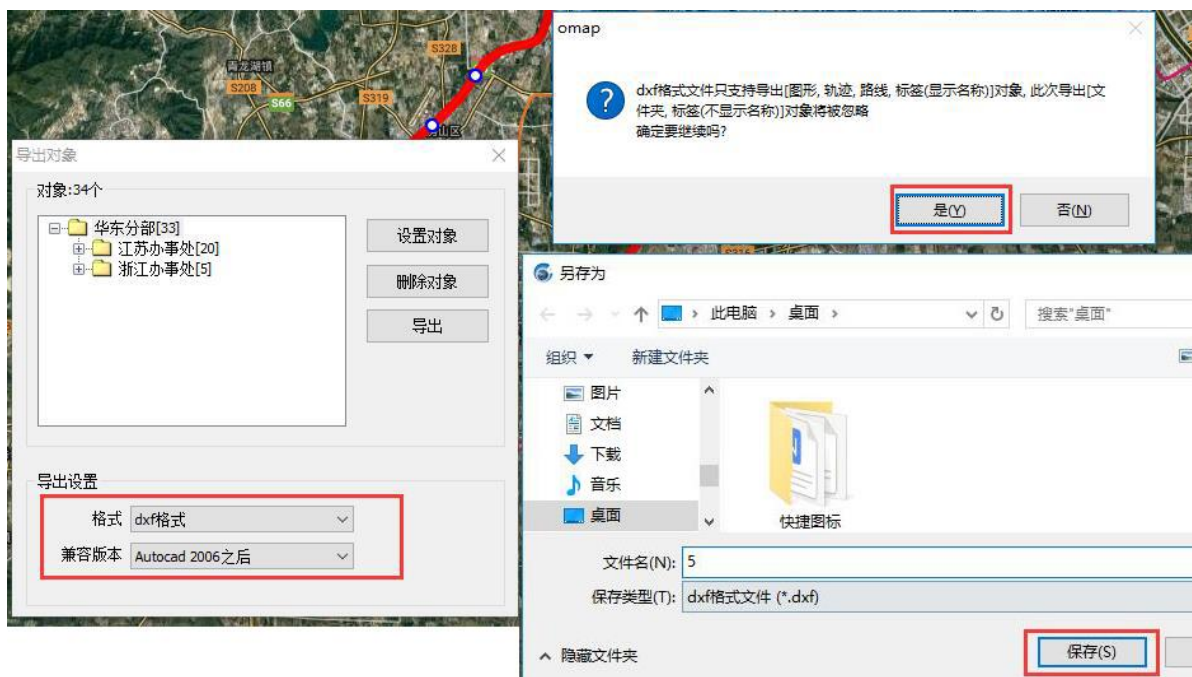 青龙湖镇
S328
S208
S66
S319
房山区
导出对象
对象:34个
华东分部[33]
江苏办事处[20]
浙江办事处[5]
设置对象
删除对象
导出
导出设置
格式 dxf格式
兼容版本 Autocad 2006之后
omap
dxf格式文件只支持导出[图形, 轨迹, 路线, 标签(显示名称)]对象, 此次导出[文
件夹, 标签(不显示名称)]对象将被忽略
确定要继续吗?
是(Y) 否(N)
另存为
此电脑 › 桌面 ›
搜索"桌面"
组织 新建文件夹
图片
文档
下载
音乐
桌面
快捷图标
文件名(N): 5
保存类型(T): dxf格式文件 (*.dxf)
隐藏文件夹
保存(S)